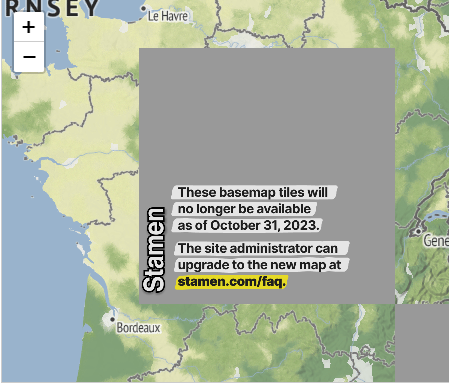 RNSEY
Le Havre
+
−
These basemap tiles will
no longer be available
as of October 31, 2023.
The site administrator can
upgrade to the new map at
stamen.com/faq.
Stamen
Gene
Bordeaux